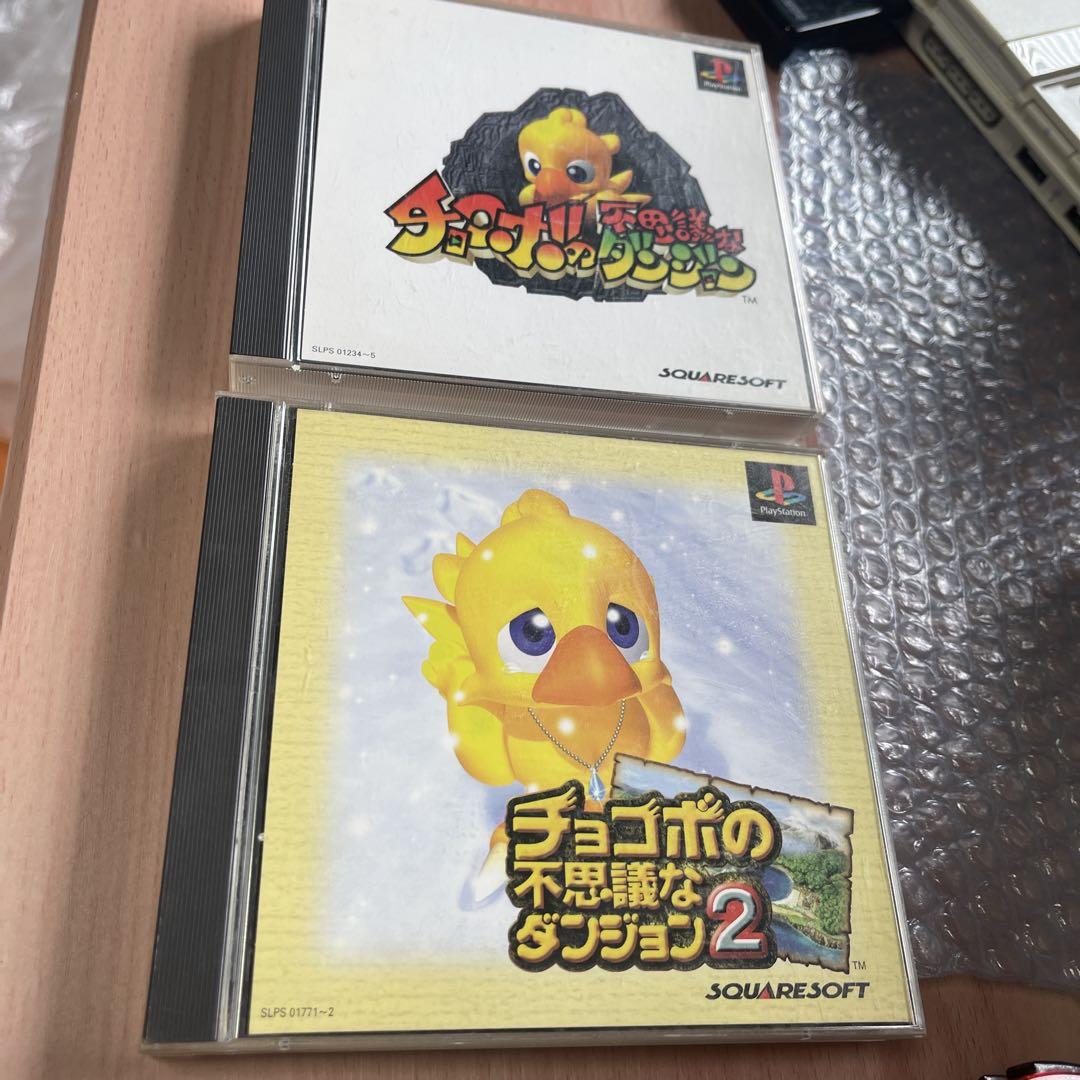 PlayStation
チョコボの
不思議な
ダンジョン
TM
SLPS 01234～5
SQUARESOFT
PlayStation
チョコボの
不思議な
ダンジョン2
TM
SQUARESOFT
SLPS 01771～2